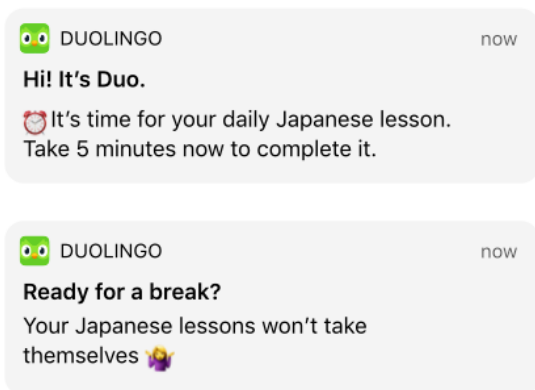 DUOLINGO now
Hi! It’s Duo.
⏰It’s time for your daily Japanese lesson.
Take 5 minutes now to complete it.
DUOLINGO now
Ready for a break?
Your Japanese lessons won’t take
themselves 🤷‍♀️